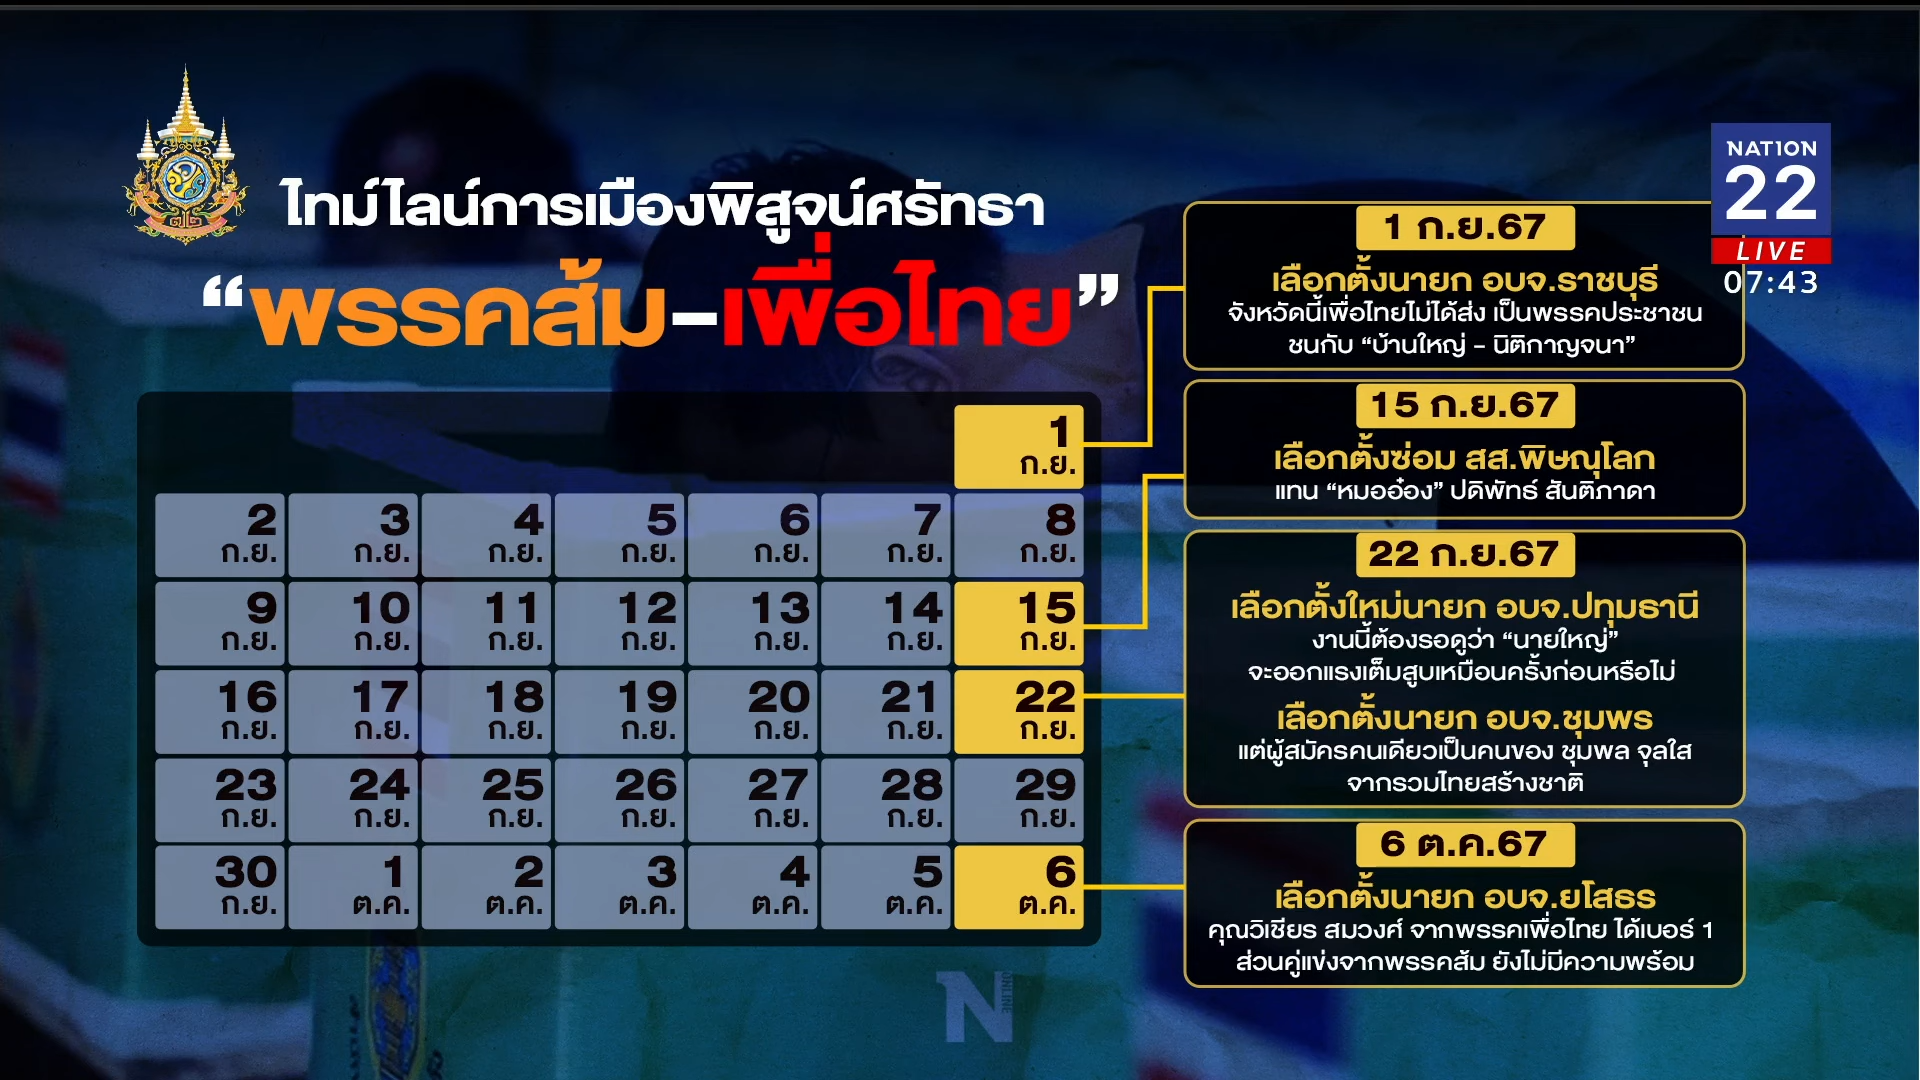 ไทม์ไลน์การเมืองพิสูจน์ศรัทธา
“พรรคส้ม-เพื่อไทย”
NATION
22
LIVE
07:43
1 ก.ย.
2 ก.ย. 3 ก.ย. 4 ก.ย. 5 ก.ย. 6 ก.ย. 7 ก.ย. 8 ก.ย.
9 ก.ย. 10 ก.ย. 11 ก.ย. 12 ก.ย. 13 ก.ย. 14 ก.ย. 15 ก.ย.
16 ก.ย. 17 ก.ย. 18 ก.ย. 19 ก.ย. 20 ก.ย. 21 ก.ย. 22 ก.ย.
23 ก.ย. 24 ก.ย. 25 ก.ย. 26 ก.ย. 27 ก.ย. 28 ก.ย. 29 ก.ย.
30 ก.ย. 1 ต.ค. 2 ต.ค. 3 ต.ค. 4 ต.ค. 5 ต.ค. 6 ต.ค.
1 ก.ย.67
เลือกตั้งนายก อบจ.ราชบุรี
จังหวัดนี้เพื่อไทยไม่ได้ส่ง เป็นพรรคประชาชน
ชนกับ “บ้านใหญ่ - นิติกาญจนา”
15 ก.ย.67
เลือกตั้งซ่อม สส.พิษณุโลก
แทน “หมออ๋อง” ปดิพัทธ์ สันติภาดา
22 ก.ย.67
เลือกตั้งใหม่นายก อบจ.ปทุมธานี
งานนี้ต้องรอดูว่า “นายใหญ่”
จะออกแรงเต็มสูบเหมือนครั้งก่อนหรือไม่
เลือกตั้งนายก อบจ.ชุมพร
แต่ผู้สมัครคนเดียวเป็นคนของ ชุมพล จุลใส
จากรวมไทยสร้างชาติ
6 ต.ค.67
เลือกตั้งนายก อบจ.ยโสธร
คุณวิเชียร สมวงศ์ จากพรรคเพื่อไทย ได้เบอร์ 1
ส่วนคู่แข่งจากพรรคส้ม ยังไม่มีความพร้อม
N ONLINE